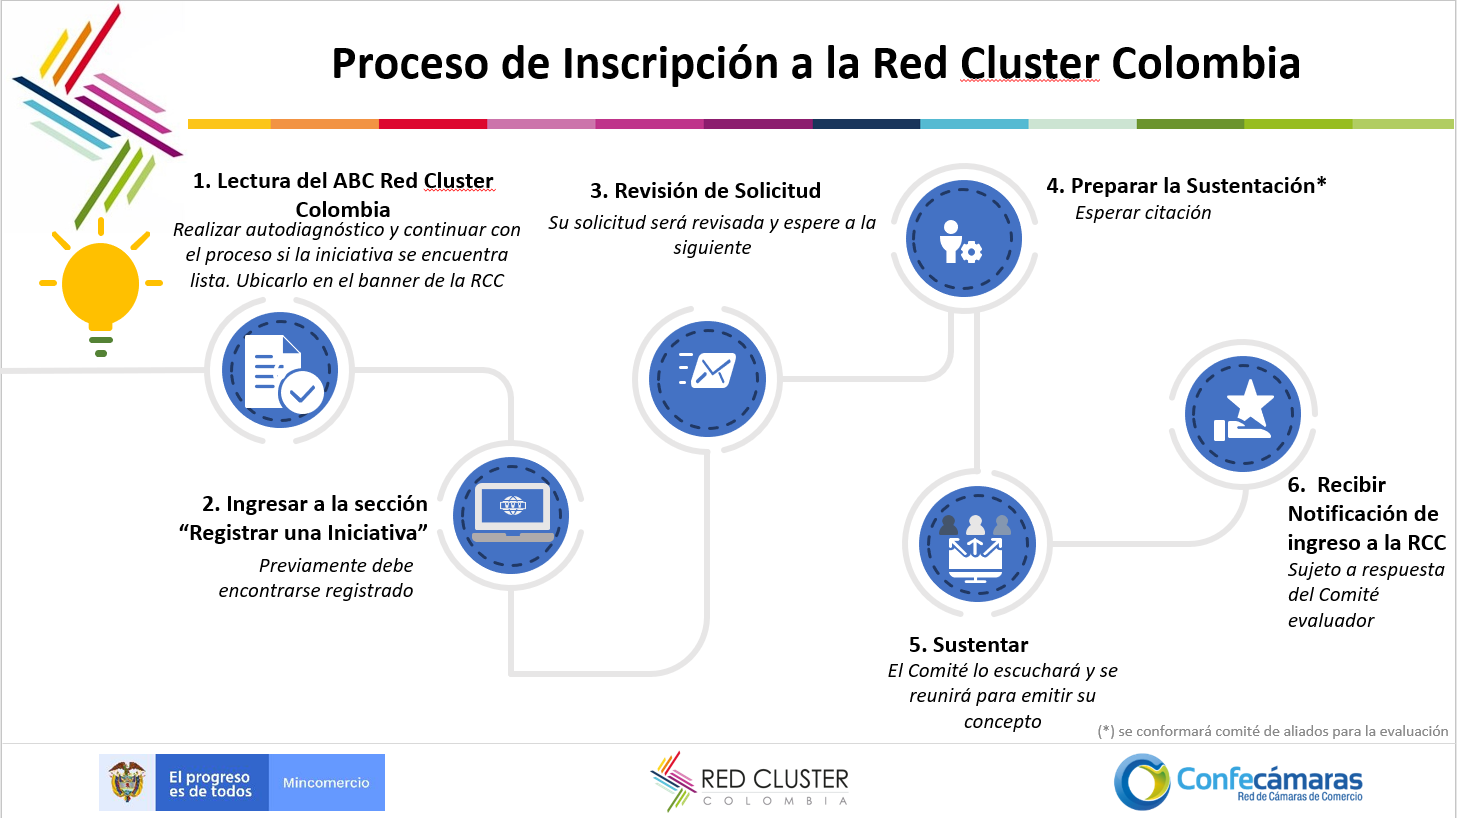 Proceso de Inscripción a la Red Cluster Colombia
1. Lectura del ABC Red Cluster
Colombia
Realizar autodiagnóstico y continuar con
el proceso si la iniciativa se encuentra
lista. Ubicarlo en el banner de la RCC
2. Ingresar a la sección
“Registrar una Iniciativa”
Previamente debe
encontrarse registrado
3. Revisión de Solicitud
Su solicitud será revisada y espere a la
siguiente
4. Preparar la Sustentación*
Esperar citación
5. Sustentar
El Comité lo escuchará y se
reunirá para emitir su
concepto
6. Recibir
Notificación de
ingreso a la RCC
Sujeto a respuesta
del Comité
evaluador
(*) se conformará comité de aliados para la evaluación
El progreso
es de todos
Mincomercio
RED CLUSTER
COLOMBIA
Confecámaras
Red de Cámaras de Comercio